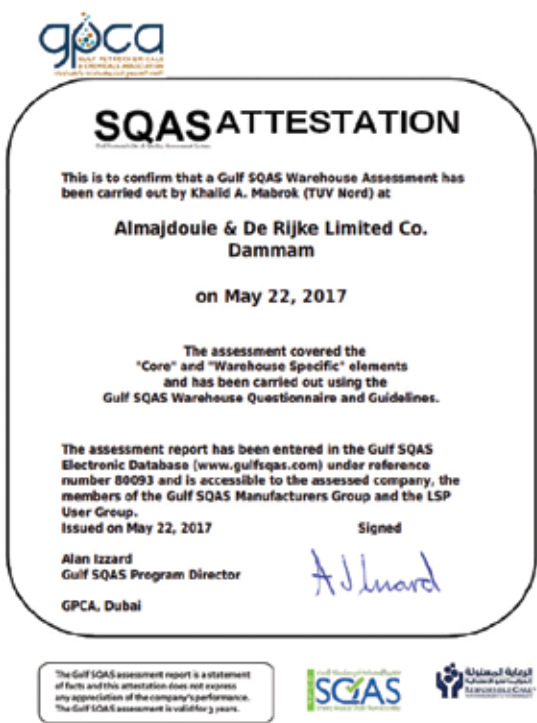 gpca
GULF PETROCHEMICALS
& CHEMICALS ASSOCIATION
SQAS ATTESTATION
This is to confirm that a Gulf SQAS Warehouse Assessment has
been carried out by Khalid A. Mabrok (TUV Nord) at
Almajdouie & De Rijke Limited Co.
Dammam
on May 22, 2017
The assessment covered the
"Core" and "Warehouse Specific" elements
and has been carried out using the
Gulf SQAS Warehouse Questionnaire and Guidelines.
The assessment report has been entered in the Gulf SQAS
Electronic Database (www.gulfsqas.com) under reference
number 80093 and is accessible to the assessed company, the
members of the Gulf SQAS Manufacturers Group and the LSP
User Group.
Issued on May 22, 2017 Signed
Alan Izzard
Gulf SQAS Program Director
GPCA, Dubai
The Gulf SQAS assessment report is a statement
of facts and this attestation does not express
any appreciation of the company's performance.
The Gulf SQAS assessment is valid for 3 years.
SQAS
الرعاية المسئولة
RESPONSIBLE CARE